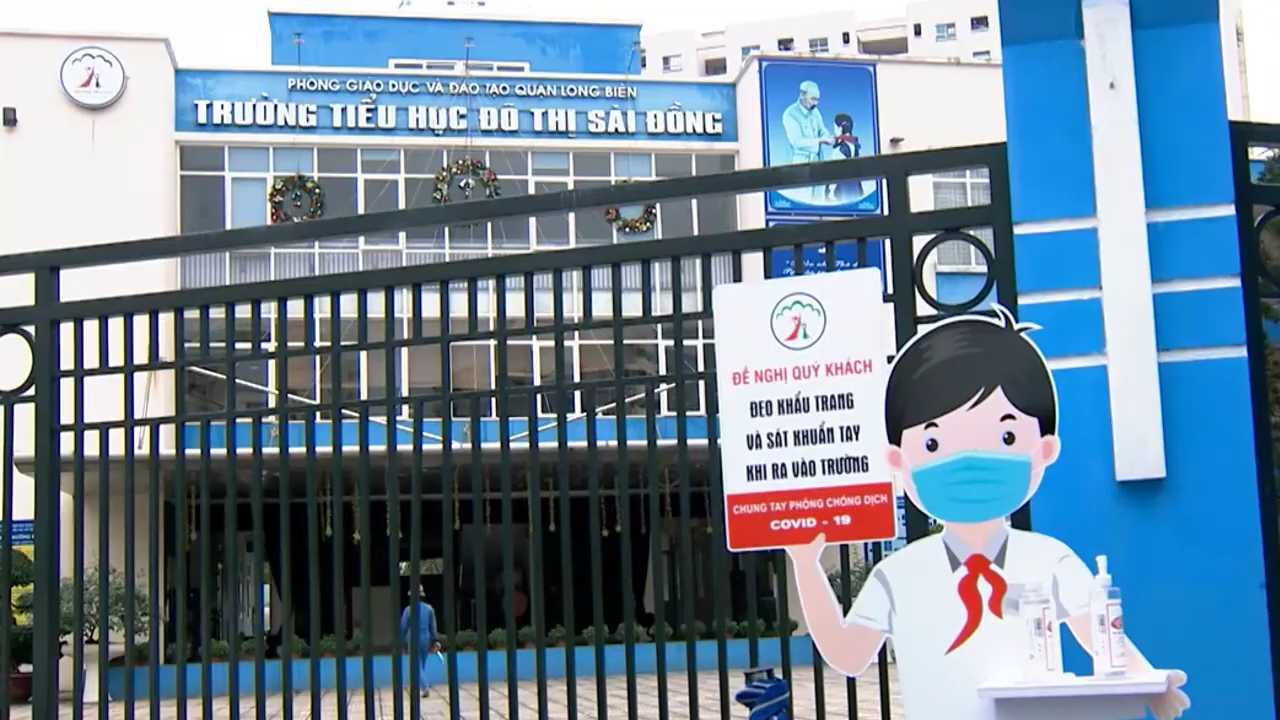 PHÒNG GIÁO DỤC VÀ ĐÀO TẠO QUẬN LONG BIÊN
TRƯỜNG TIỂU HỌC ĐÔ THỊ SÀI ĐỒNG
ĐỀ NGHỊ QUÝ KHÁCH
ĐEO KHẨU TRANG
VÀ SÁT KHUẨN TAY
KHI RA VÀO TRƯỜNG
CHUNG TAY PHÒNG CHỐNG DỊCH
COVID - 19